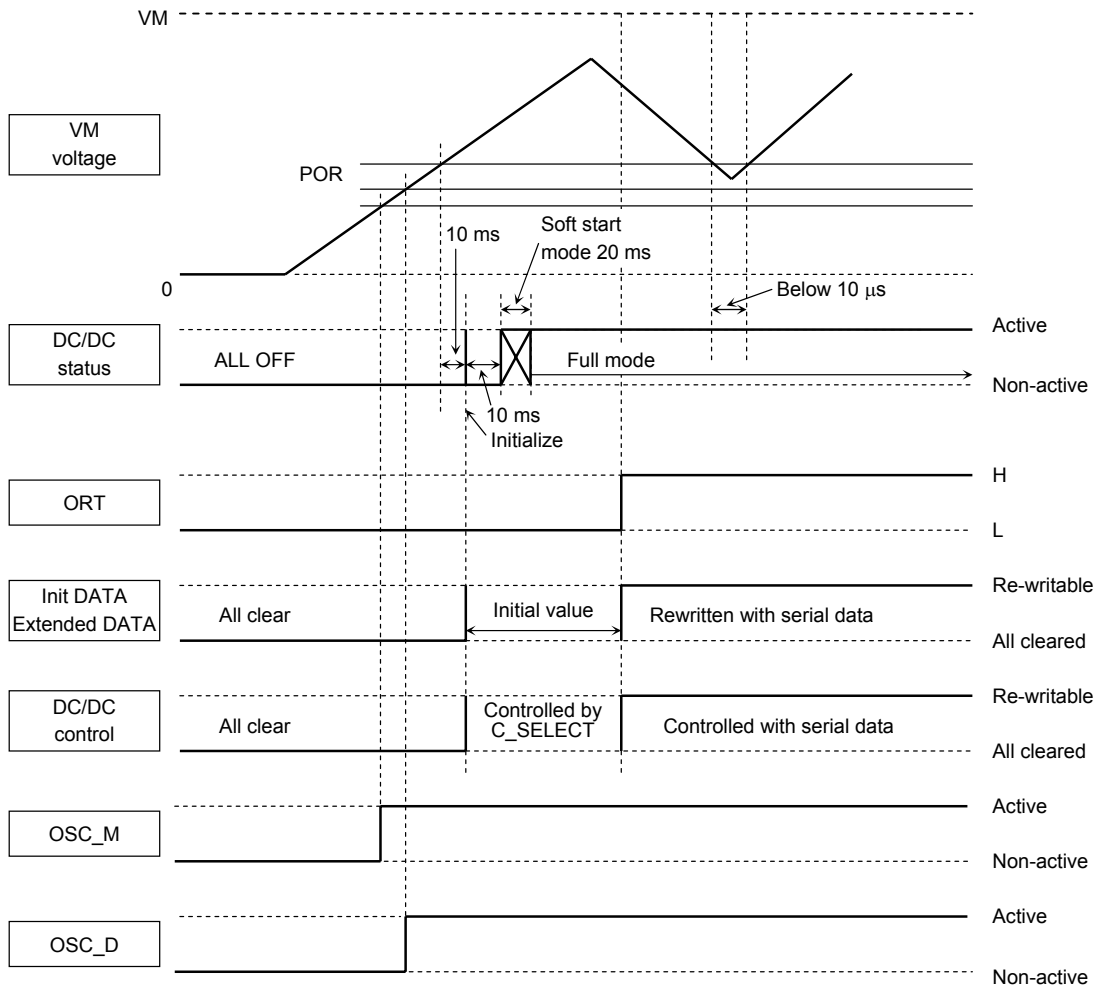 VM
VM
voltage
POR
10 ms
Soft start
mode 20 ms
0
Below 10 μs
DC/DC
status
ALL OFF
Full mode
Active
Non-active
10 ms
Initialize
ORT
H
L
Init DATA
Extended DATA
All clear
Initial value
Rewritten with serial data
Re-writable
All cleared
DC/DC
control
All clear
Controlled by
C_SELECT
Controlled with serial data
Re-writable
All cleared
OSC_M
Active
Non-active
OSC_D
Active
Non-active